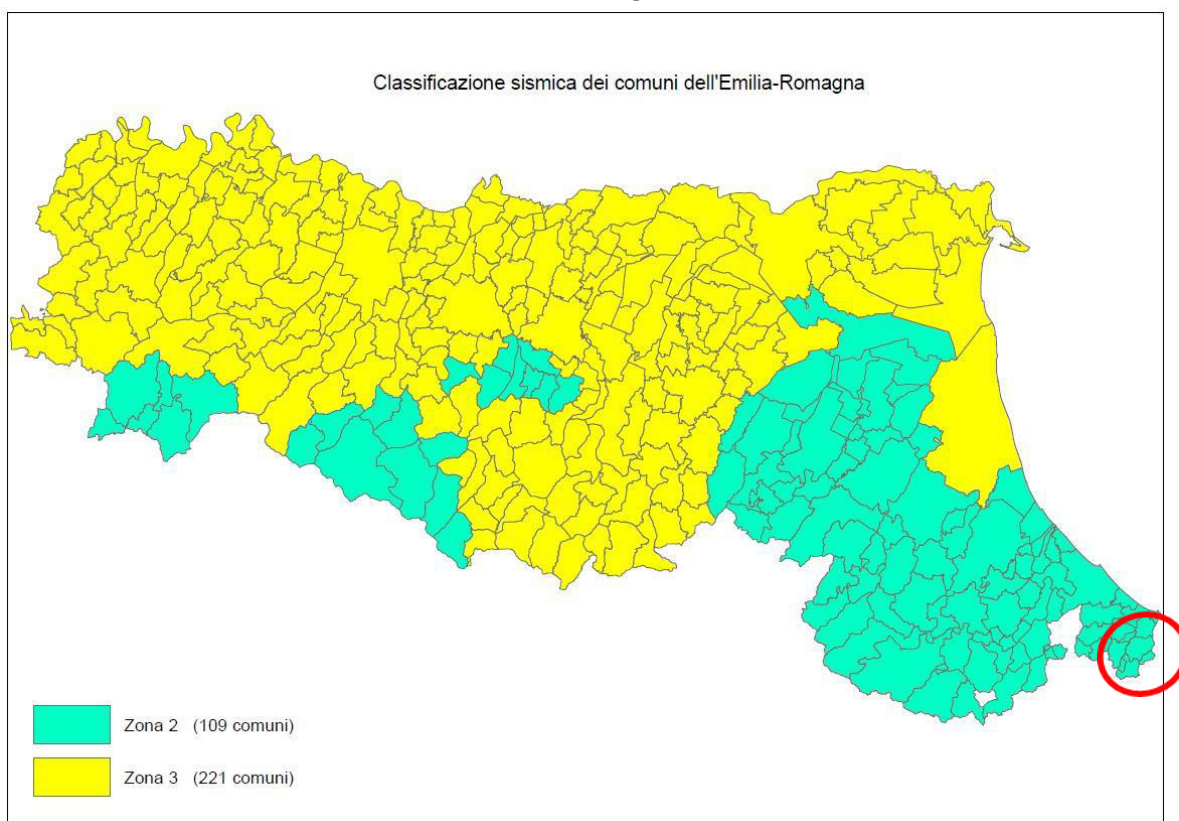 Classificazione sismica dei comuni dell'Emilia-Romagna
Zona 2 (109 comuni)
Zona 3 (221 comuni)